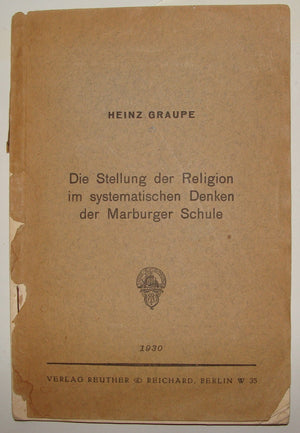 HEINZ GRAUPE
Die Stellung der Religion
im systematischen Denken
der Marburger Schule
1930
VERLAG REUTHER & REICHARD, BERLIN W 35